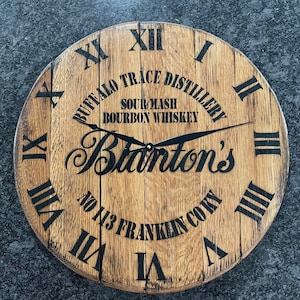 XII
I
II
III
IIII
V
VI
VII
VIII
IX
X
XI
BUFFALO TRACE DISTILLERY
SOUR MASH
BOURBON WHISKEY
Blanton's
NO 113 FRANKLIN CO KY